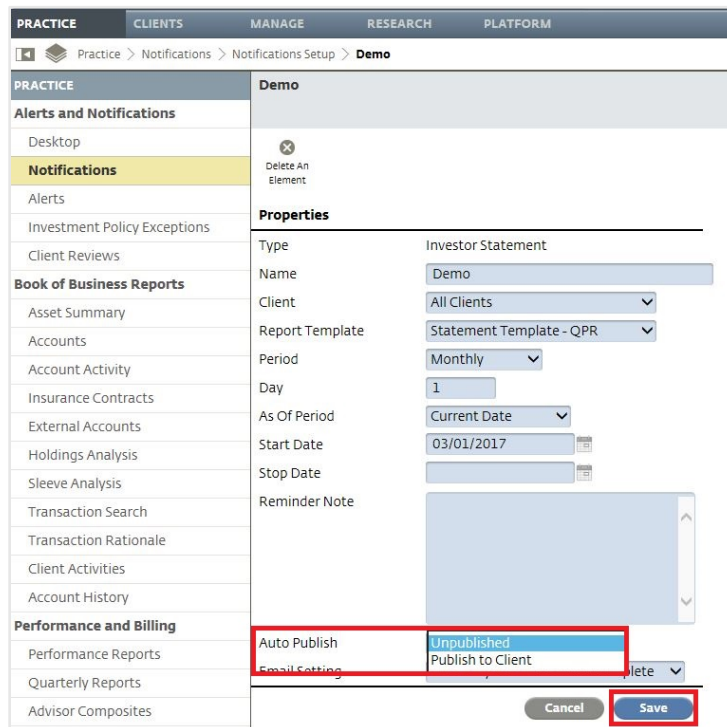 PRACTICE CLIENTS MANAGE RESEARCH PLATFORM
Practice > Notifications > Notifications Setup > Demo
PRACTICE
Alerts and Notifications
Desktop
Notifications
Alerts
Investment Policy Exceptions
Client Reviews
Book of Business Reports
Asset Summary
Accounts
Account Activity
Insurance Contracts
External Accounts
Holdings Analysis
Sleeve Analysis
Transaction Search
Transaction Rationale
Client Activities
Account History
Performance and Billing
Performance Reports
Quarterly Reports
Advisor Composites
Demo
Delete An
Element
Properties
Type Investor Statement
Name Demo
Client All Clients
Report Template Statement Template - QPR
Period Monthly
Day 1
As Of Period Current Date
Start Date 03/01/2017
Stop Date
Reminder Note
Auto Publish Unpublished
Publish to Client
Email Setting plete
Cancel Save